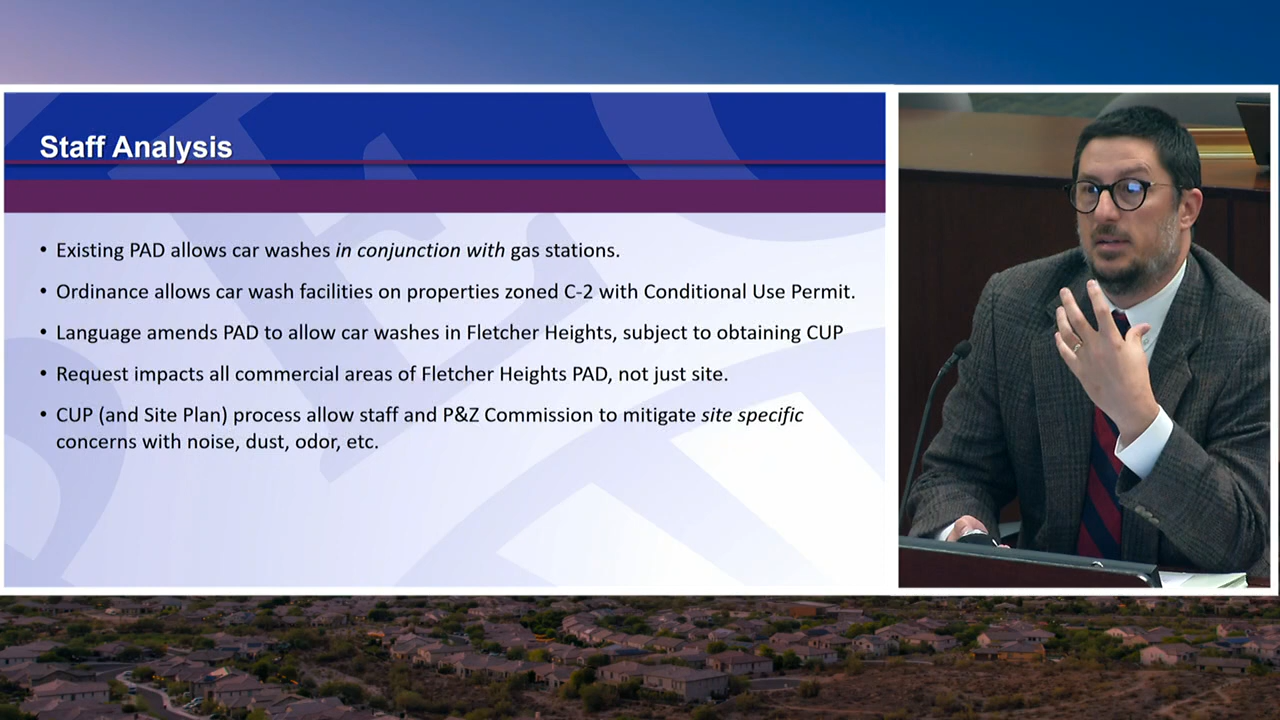 Staff Analysis
• Existing PAD allows car washes in conjunction with gas stations.
• Ordinance allows car wash facilities on properties zoned C-2 with Conditional Use Permit.
• Language amends PAD to allow car washes in Fletcher Heights, subject to obtaining CUP
• Request impacts all commercial areas of Fletcher Heights PAD, not just site.
• CUP (and Site Plan) process allow staff and P&Z Commission to mitigate site specific
concerns with noise, dust, odor, etc.